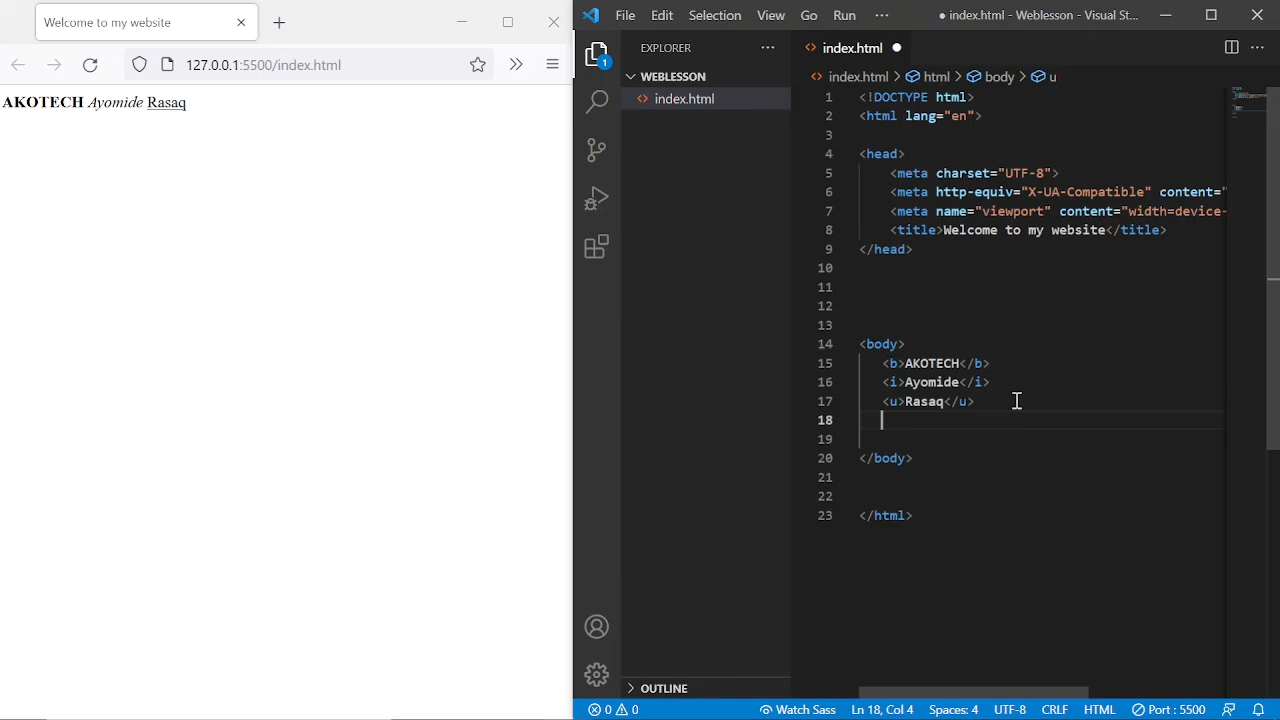 Welcome to my website
127.0.0.1:5500/index.html
AKOTECH Ayomide Rasaq
File Edit Selection View Go Run ··· ● index.html - Weblesson - Visual St...
EXPLORER ···
1
WEBLESSON
<> index.html
OUTLINE
<> index.html ●
<> index.html > html > body > u
1 <!DOCTYPE html>
2 <html lang="en">
3
4 <head>
5 <meta charset="UTF-8">
6 <meta http-equiv="X-UA-Compatible" content="
7 <meta name="viewport" content="width=device-
8 <title>Welcome to my website</title>
9 </head>
10
11
12
13
14 <body>
15 <b>AKOTECH</b>
16 <i>Ayomide</i>
17 <u>Rasaq</u>
18
19
20 </body>
21
22
23 </html>
0 0 Watch Sass Ln 18, Col 4 Spaces: 4 UTF-8 CRLF HTML Port : 5500